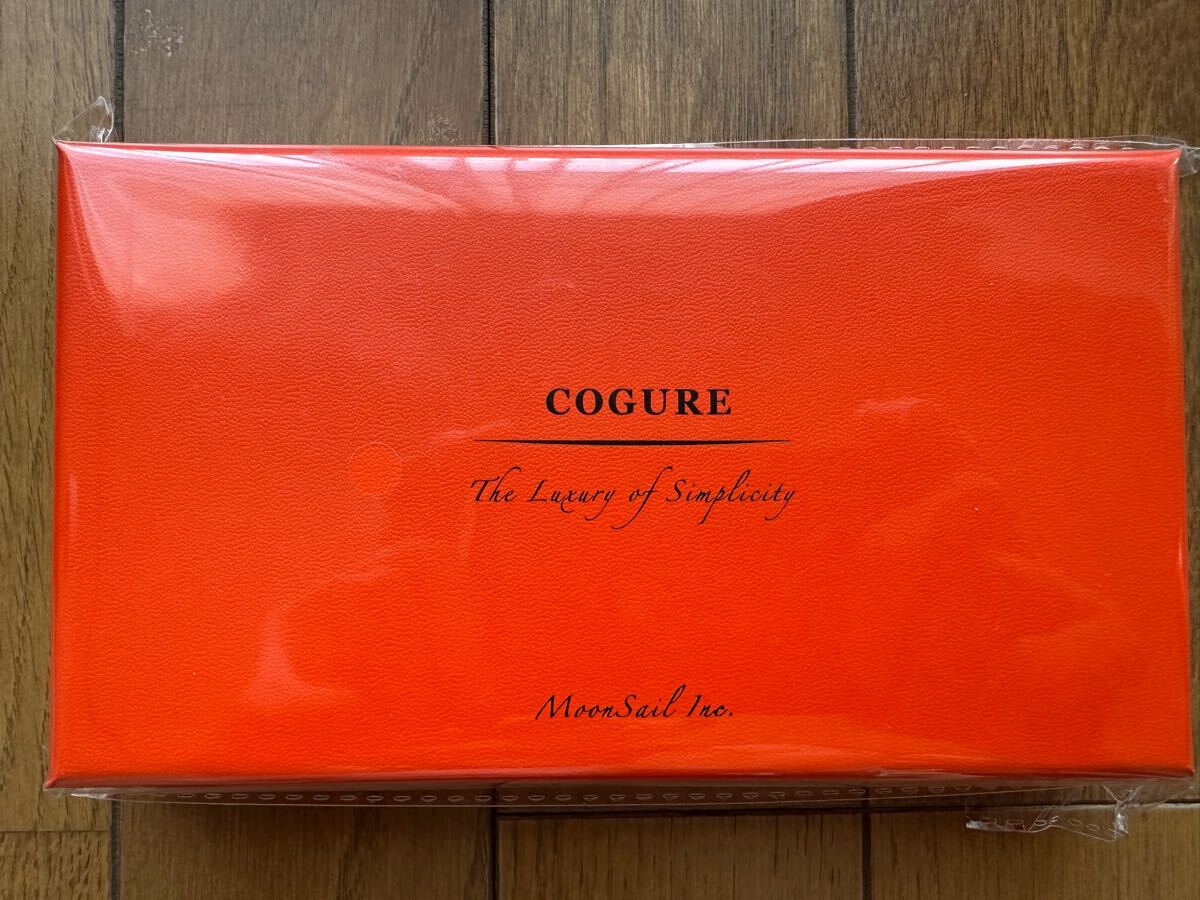 COGURE
The Luxury of Simplicity
MoonSail Inc.